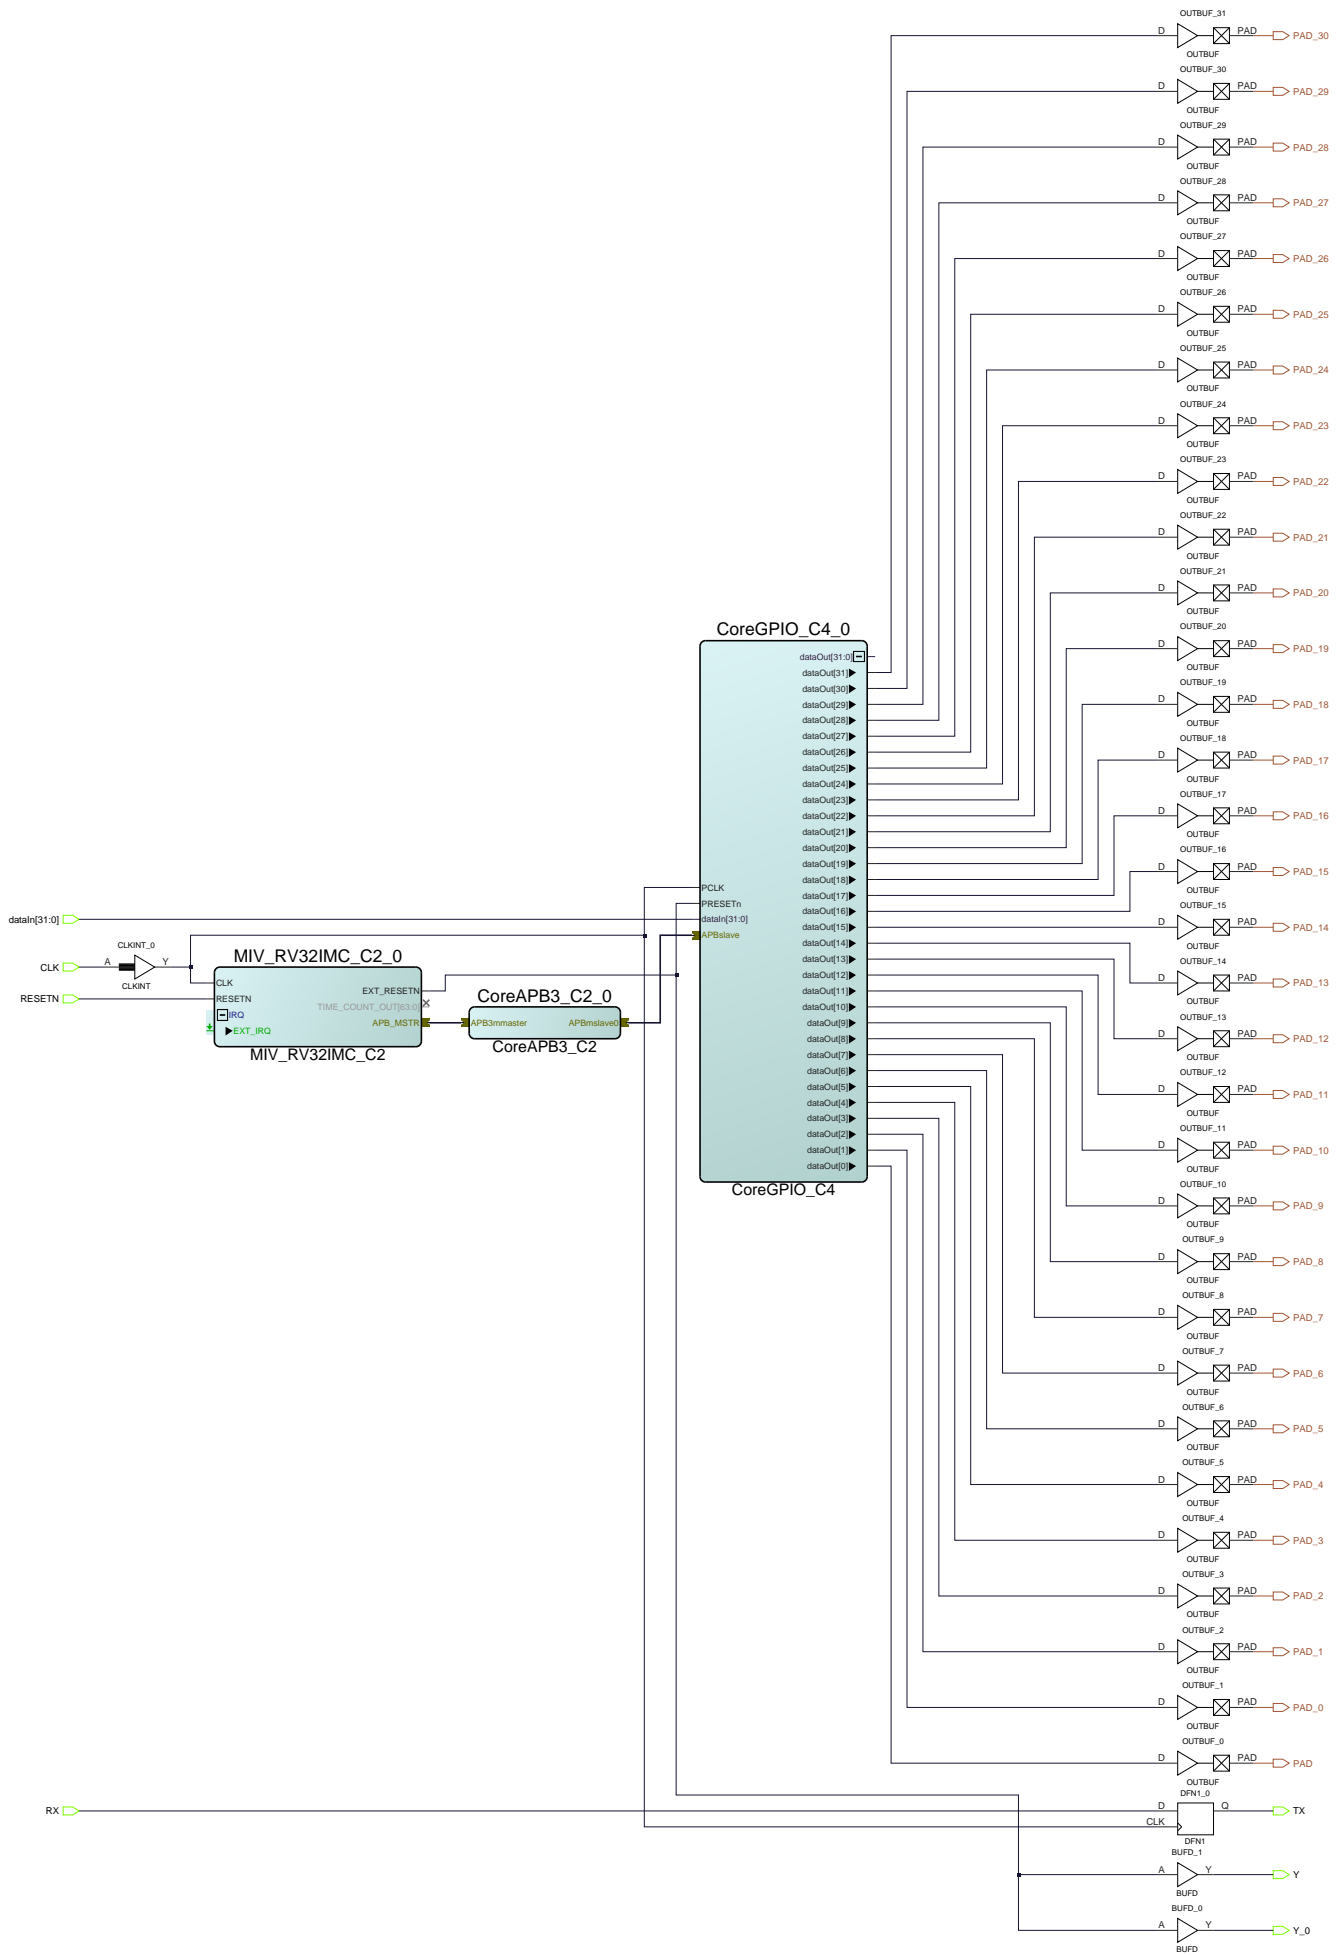 OUTBUF_31
D PAD PAD_30
OUTBUF
OUTBUF_30
D PAD PAD_29
OUTBUF
OUTBUF_29
D PAD PAD_28
OUTBUF
OUTBUF_28
D PAD PAD_27
OUTBUF
OUTBUF_27
D PAD PAD_26
OUTBUF
OUTBUF_26
D PAD PAD_25
OUTBUF
OUTBUF_25
D PAD PAD_24
OUTBUF
OUTBUF_24
D PAD PAD_23
OUTBUF
OUTBUF_23
D PAD PAD_22
OUTBUF
OUTBUF_22
D PAD PAD_21
OUTBUF
OUTBUF_21
D PAD PAD_20
OUTBUF
OUTBUF_20
D PAD PAD_19
OUTBUF
OUTBUF_19
D PAD PAD_18
OUTBUF
OUTBUF_18
D PAD PAD_17
OUTBUF
OUTBUF_17
D PAD PAD_16
OUTBUF
OUTBUF_16
D PAD PAD_15
OUTBUF
OUTBUF_15
D PAD PAD_14
OUTBUF
OUTBUF_14
D PAD PAD_13
OUTBUF
OUTBUF_13
D PAD PAD_12
OUTBUF
OUTBUF_12
D PAD PAD_11
OUTBUF
OUTBUF_11
D PAD PAD_10
OUTBUF
OUTBUF_10
D PAD PAD_9
OUTBUF
OUTBUF_9
D PAD PAD_8
OUTBUF
OUTBUF_8
D PAD PAD_7
OUTBUF
OUTBUF_7
D PAD PAD_6
OUTBUF
OUTBUF_6
D PAD PAD_5
OUTBUF
OUTBUF_5
D PAD PAD_4
OUTBUF
OUTBUF_4
D PAD PAD_3
OUTBUF
OUTBUF_3
D PAD PAD_2
OUTBUF
OUTBUF_2
D PAD PAD_1
OUTBUF
OUTBUF_1
D PAD PAD_0
OUTBUF
OUTBUF_0
D PAD PAD
OUTBUF
CoreGPIO_C4_0
dataOut[31:0]
dataOut[31]
dataOut[30]
dataOut[29]
dataOut[28]
dataOut[27]
dataOut[26]
dataOut[25]
dataOut[24]
dataOut[23]
dataOut[22]
dataOut[21]
dataOut[20]
dataOut[19]
dataOut[18]
dataOut[17]
dataOut[16]
dataOut[15]
dataOut[14]
dataOut[13]
dataOut[12]
dataOut[11]
dataOut[10]
dataOut[9]
dataOut[8]
dataOut[7]
dataOut[6]
dataOut[5]
dataOut[4]
dataOut[3]
dataOut[2]
dataOut[1]
dataOut[0]
PCLK
PRESETn
dataIn[31:0]
APBslave
CoreGPIO_C4
dataIn[31:0]
CLKINT_0
CLK A Y
CLKINT
RESETN
MIV_RV32IMC_C2_0
CLK
EXT_RESETN
RESETN
TIME_COUNT_OUT[63:0]
IRQ
APB_MSTR
EXT_IRQ
MIV_RV32IMC_C2
CoreAPB3_C2_0
APB3mmaster APBmslave0
CoreAPB3_C2
RX
DFN1_0
D Q TX
CLK
DFN1
BUFD_1
A Y Y
BUFD
BUFD_0
A Y Y_0
BUFD